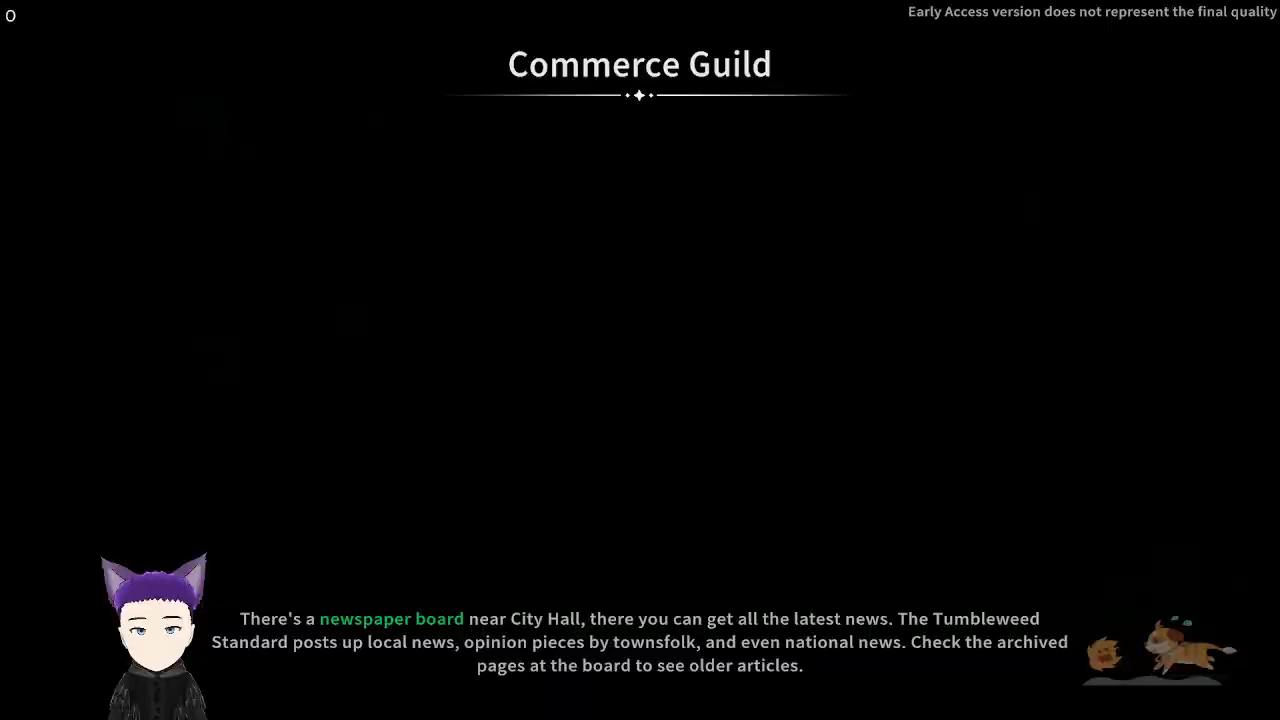 O
Early Access version does not represent the final quality
Commerce Guild
There's a newspaper board near City Hall, there you can get all the latest news. The Tumbleweed
Standard posts up local news, opinion pieces by townsfolk, and even national news. Check the archived
pages at the board to see older articles.